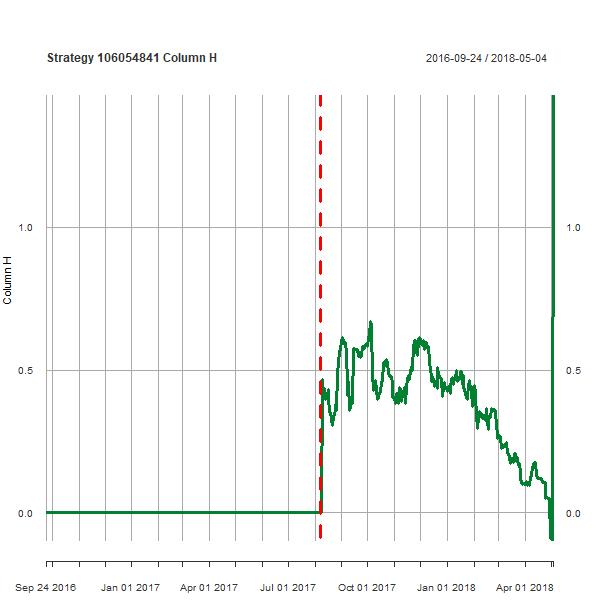 Strategy 106054841 Column H
2016-09-24 / 2018-05-04
Column H
1.0
1.0
0.5
0.5
0.0
0.0
Sep 24 2016
Jan 01 2017
Apr 01 2017
Jul 01 2017
Oct 01 2017
Jan 01 2018
Apr 01 2018